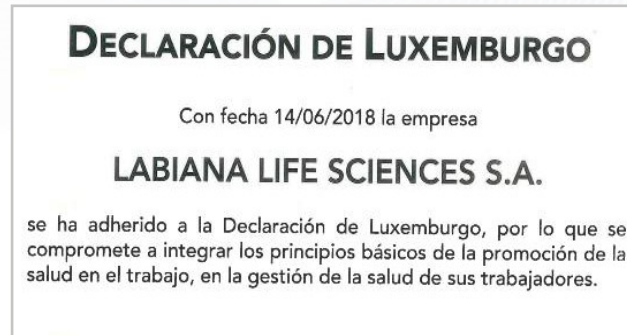 DECLARACIÓN DE LUXEMBURGO
Con fecha 14/06/2018 la empresa
LABIANA LIFE SCIENCES S.A.
se ha adherido a la Declaración de Luxemburgo, por lo que se
compromete a integrar los principios básicos de la promoción de la
salud en el trabajo, en la gestión de la salud de sus trabajadores.